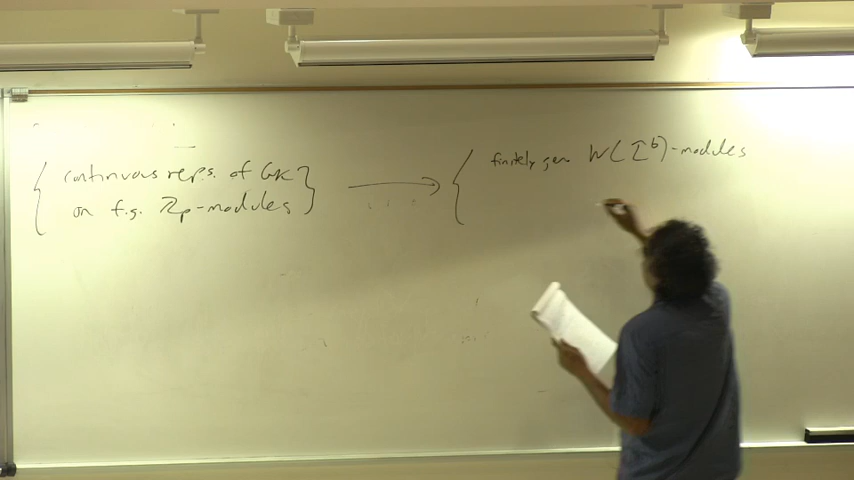 { continuous reps. of GK } → { finitely gen. W( ^♭)-modules
on f.g. ℤp-modules